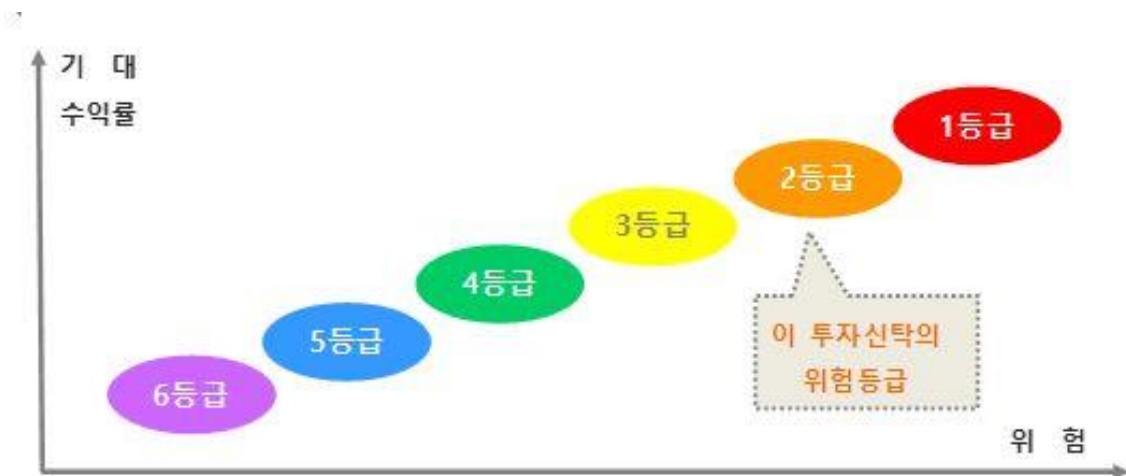 기 대
수익률
1등급
2등급
3등급
4등급
5등급
6등급
이 투자신탁의
위험등급
위 험